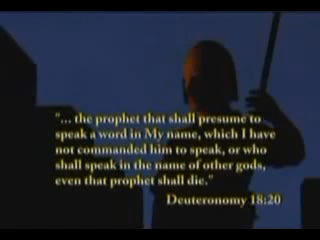 "... the prophet that shall presume to
speak a word in My name, which I have
not commanded him to speak, or who
shall speak in the name of other gods,
even that prophet shall die."
Deuteronomy 18:20